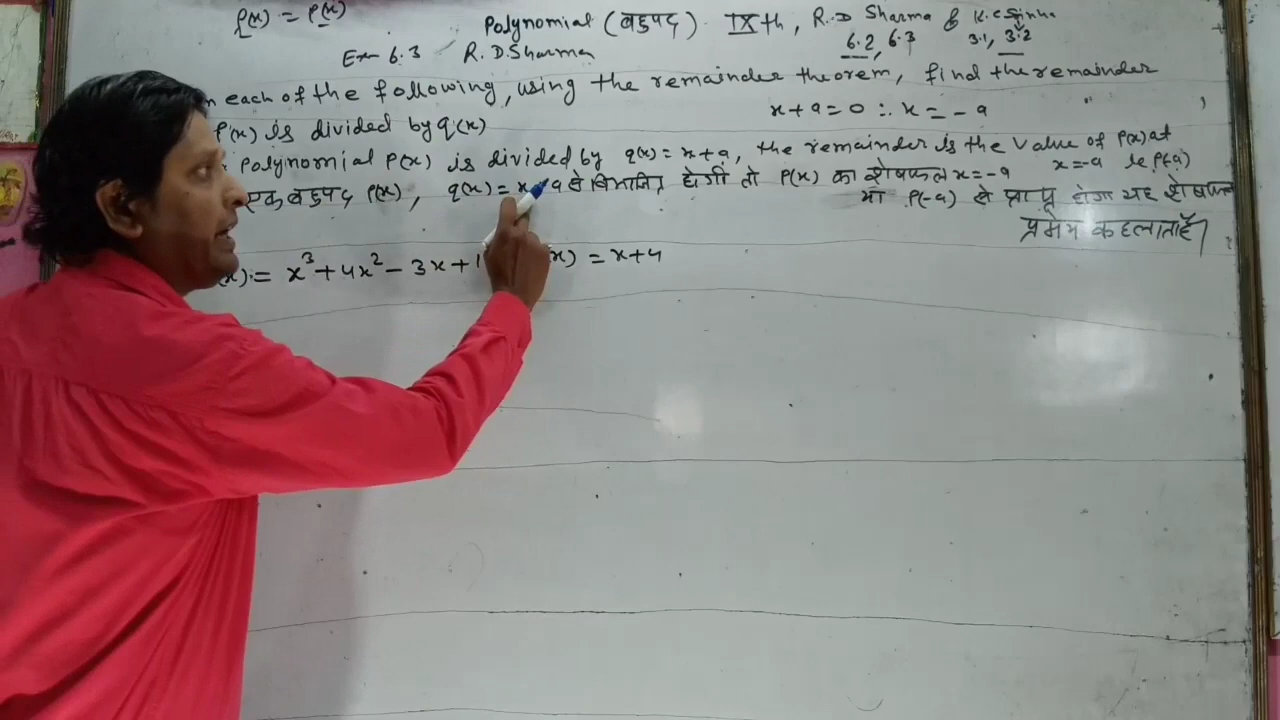 P(x) = P(x)
Polynomial (बहुपद) IXth, R.D Sharma & K.C Sinha
6.2, 6.3 3.1, 3.2
Ex- 6.3 R.D.Sharma
n each of the following, using the remainder theorem, find the remainder
x+a=0 ∴ x = -a
P(x) is divided by q(x)
Polynomial P(x) is divided by q(x) = x+a, the remainder is the value of P(x) at
x=-a ie P(-a)
एक बहुपद P(x), q(x) = x a से विभाजित होगी तो P(x) का शेषफल x=-a
या P(-a) से प्राप्त होगा यह शेषफल
प्रमेय कहलाता है
x) = x³+4x²-3x+1 x) = x+4